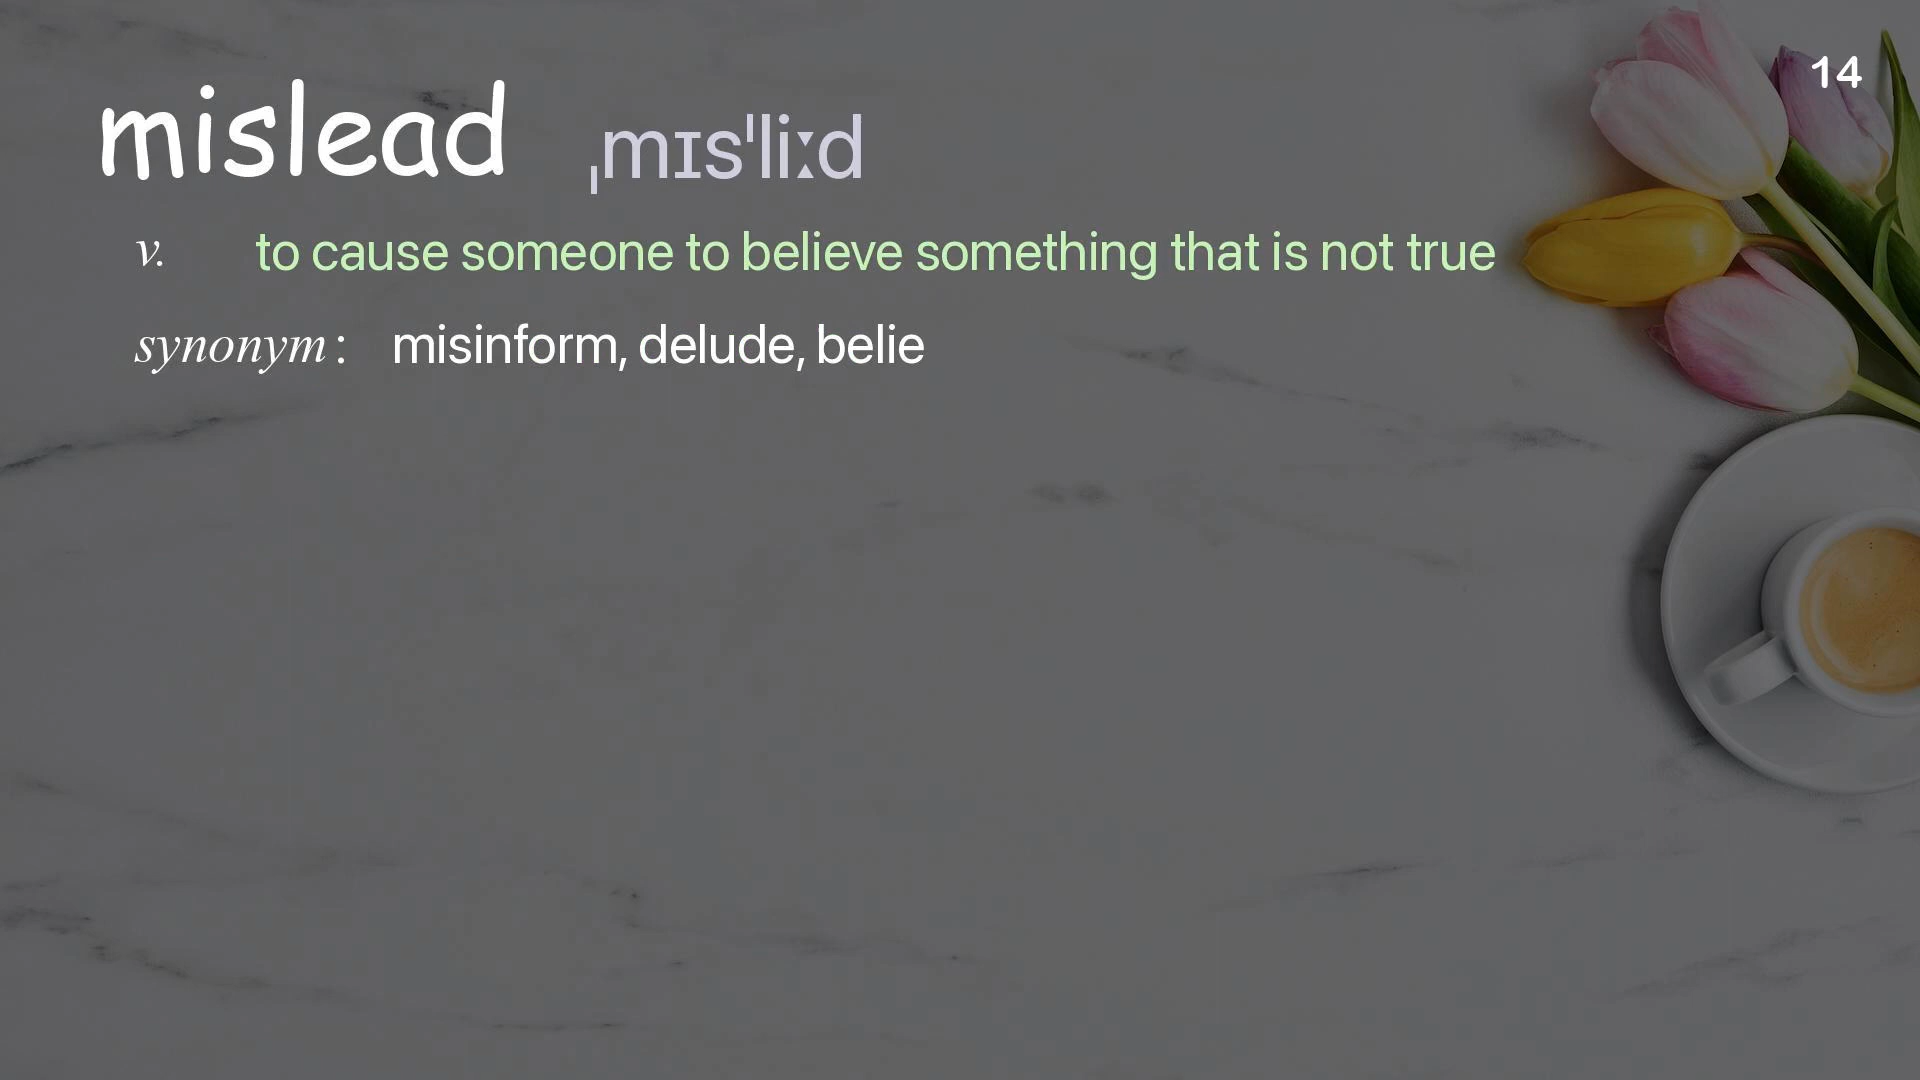 14
mislead ˌmɪsˈliːd
v. to cause someone to believe something that is not true
synonym : misinform, delude, belie